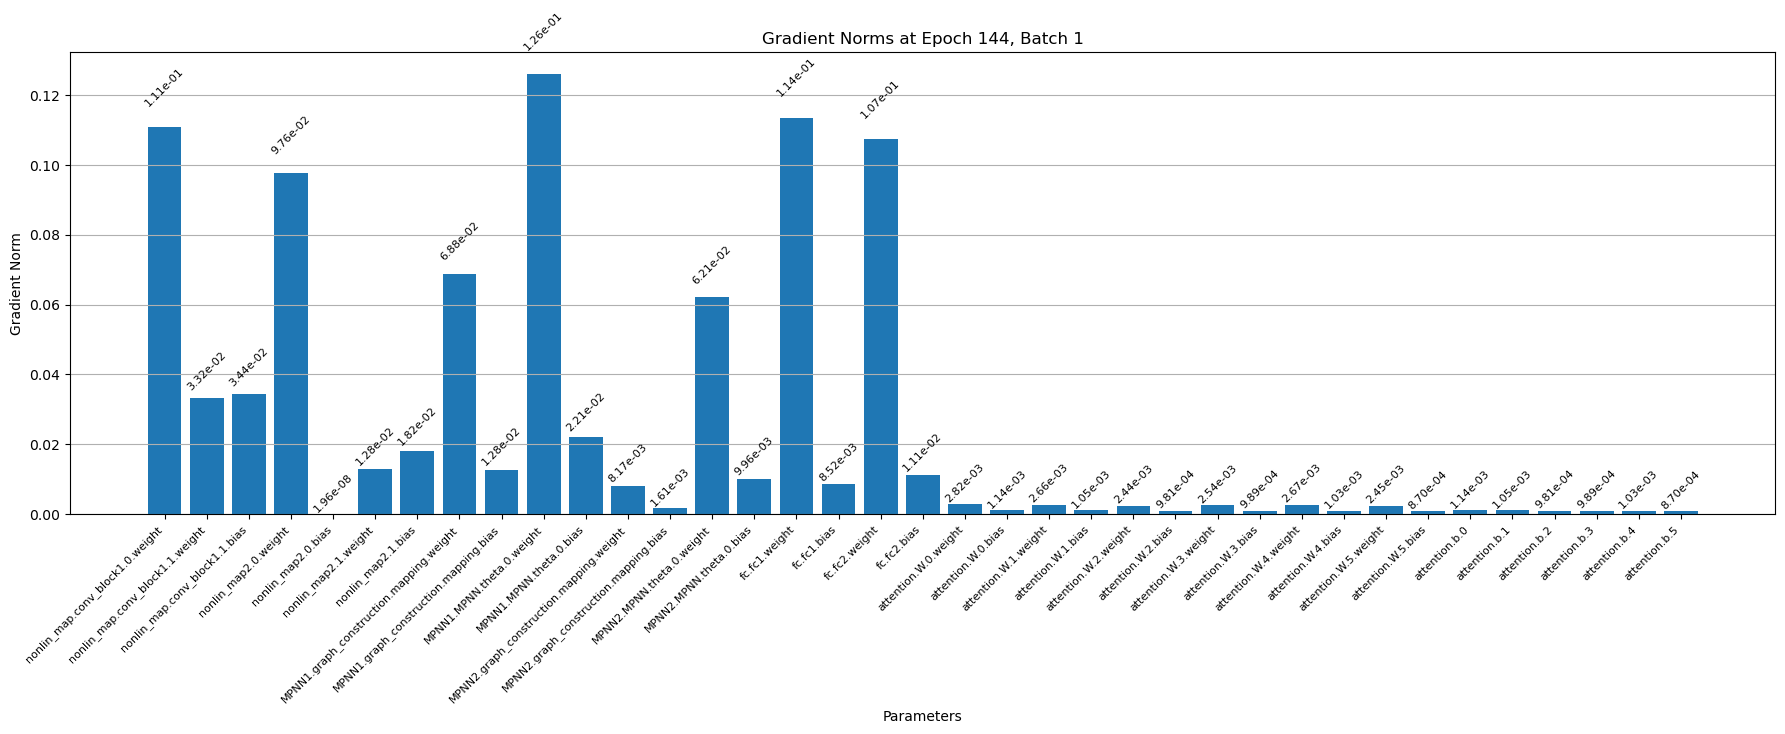 Gradient Norms at Epoch 144, Batch 1
Gradient Norm
0.12
0.10
0.08
0.06
0.04
0.02
0.00
1.11e-01
3.32e-02
3.44e-02
9.76e-02
1.96e-08
1.28e-02
1.82e-02
6.88e-02
1.28e-02
1.26e-01
2.21e-02
8.17e-03
1.61e-03
6.21e-02
9.96e-03
1.14e-01
8.52e-03
1.07e-01
1.11e-02
2.82e-03
1.14e-03
2.66e-03
1.05e-03
2.44e-03
9.81e-04
2.54e-03
9.89e-04
2.67e-03
1.03e-03
2.45e-03
8.70e-04
1.14e-03
1.05e-03
9.81e-04
9.89e-04
1.03e-03
8.70e-04
nonlin_map.conv_block1.0.weight
nonlin_map.conv_block1.1.weight
nonlin_map.conv_block1.1.bias
nonlin_map2.0.weight
nonlin_map2.0.bias
nonlin_map2.1.weight
nonlin_map2.1.bias
MPNN1.graph_construction.mapping.weight
MPNN1.graph_construction.mapping.bias
MPNN1.MPNN.theta.0.weight
MPNN1.MPNN.theta.0.bias
MPNN2.graph_construction.mapping.weight
MPNN2.graph_construction.mapping.bias
MPNN2.MPNN.theta.0.weight
MPNN2.MPNN.theta.0.bias
fc.fc1.weight
fc.fc1.bias
fc.fc2.weight
fc.fc2.bias
attention.W.0.weight
attention.W.0.bias
attention.W.1.weight
attention.W.1.bias
attention.W.2.weight
attention.W.2.bias
attention.W.3.weight
attention.W.3.bias
attention.W.4.weight
attention.W.4.bias
attention.W.5.weight
attention.W.5.bias
attention.b.0
attention.b.1
attention.b.2
attention.b.3
attention.b.4
attention.b.5
Parameters